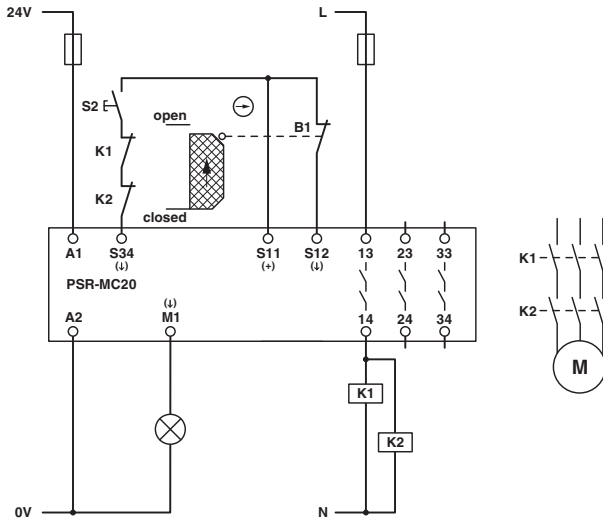 24V
L
S2
open
B1
K1
K2
closed
A1
S34
S11
S12
13
23
33
(↓)
(+)
(↓)
PSR-MC20
(↓)
A2
M1
14
24
34
K1
K2
0V
N
K1
K2
M